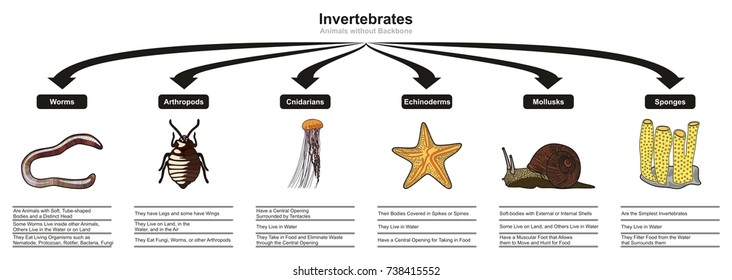 Invertebrates
Animals without Backbone
Worms
Arthropods
Cnidarians
Echinoderms
Mollusks
Sponges
Are Animals with Soft, Tube-shaped
Bodies and a Distinct Head
Some Worms Live inside other Animals,
Others Live in the Water or on Land
They Eat Living Organisms such as
Nematode, Protozoan, Rotifer, Bacteria, Fungi
They have Legs and some have Wings
They Live on Land, in the
Water, and in the Air
They Eat Fungi, Worms, or other Arthropods
Have a Central Opening
Surrounded by Tentacles
They Live in Water
They Take in Food and Eliminate Waste
through the Central Opening
Their Bodies Covered in Spikes or Spines
They Live in Water
Have a Central Opening for Taking in Food
Soft-bodies with External or Internal Shells
Some Live on Land, and Others Live in Water
Have a Muscular Foot that Allows
them to Move and Hunt for Food
Are the Simplest Invertebrates
They Live in Water
They Filter Food from the Water
that Surrounds them
shutterstock.com · 738415552